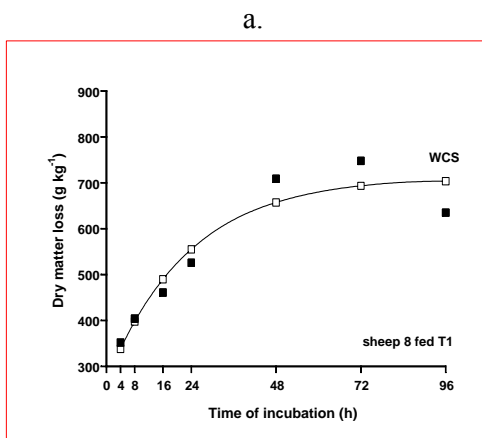 a.
900
800
700
600
500
400
300
WCS
sheep 8 fed T1
Dry matter loss (g kg-1)
0 4 8 16 24 48 72 96
Time of incubation (h)